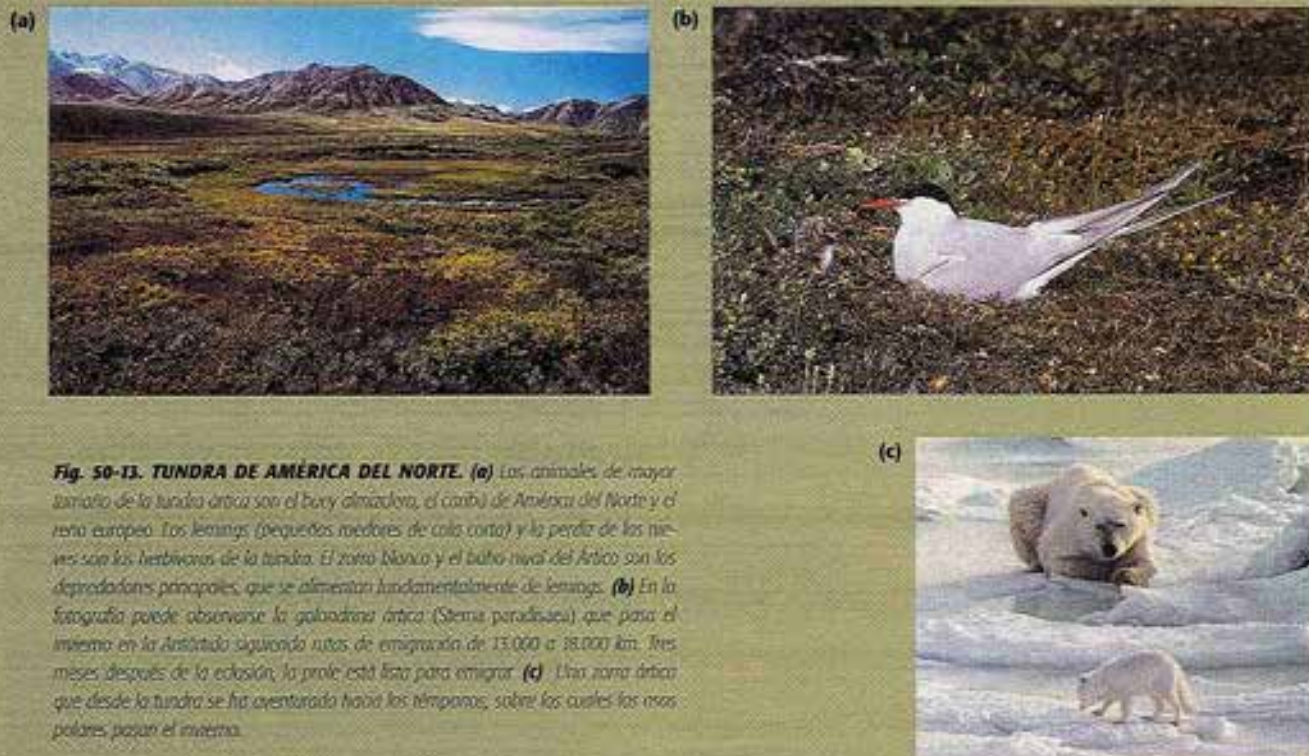 (a)
(b)
Fig. 50-13. TUNDRA DE AMÉRICA DEL NORTE. (a) Los animales de mayor
tamaño de la tundra ártica son el buey almizclero, el caribú de América del Norte y el
reno europeo. Los lemings (pequeños roedores de cola corta) y la perdiz de las nie-
ves son los herbívoros de la tundra. El zorro blanco y el búho nival del Ártico son los
depredadores principales, que se alimentan fundamentalmente de lemings. (b) En la
fotografía puede observarse la golondrina ártica (Sterna paradisaea) que pasa el
invierno en la Antártida siguiendo rutas de emigración de 13.000 a 18.000 km. Tres
meses después de la eclosión, la prole está lista para emigrar. (c) Una zorra ártica
que desde la tundra se ha aventurado hacia los témpanos, sobre los cuales los osos
polares pasan el invierno.
(c)